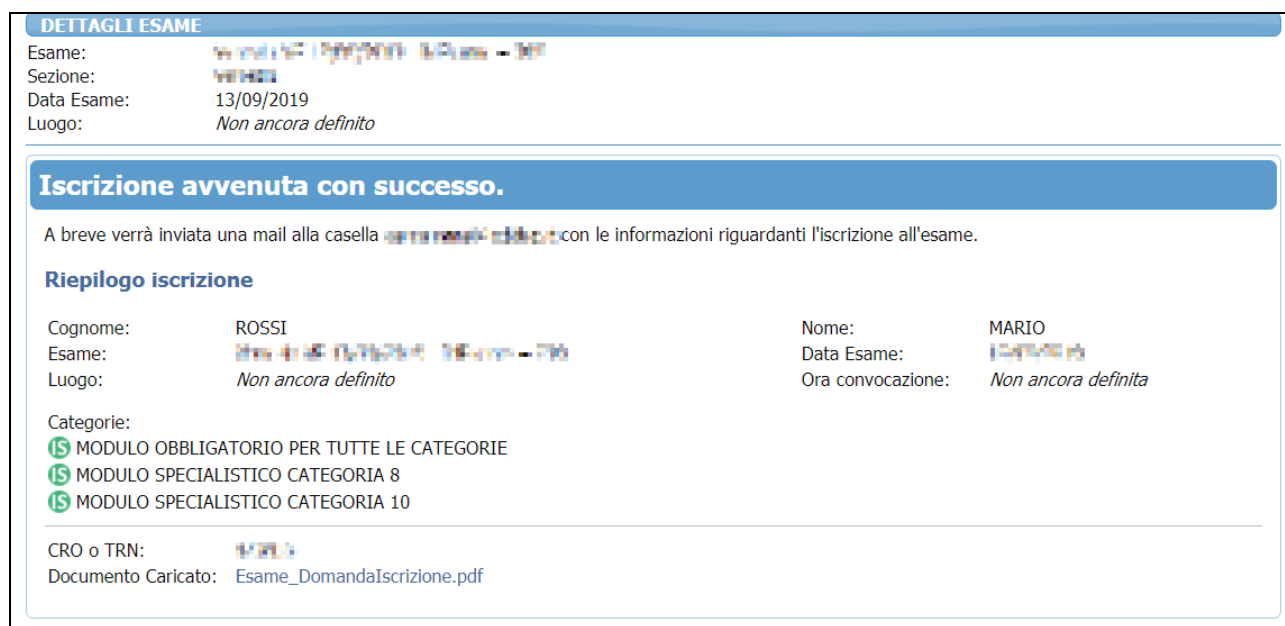 DETTAGLI ESAME
Esame:
Sezione:
Data Esame: 13/09/2019
Luogo: Non ancora definito
Iscrizione avvenuta con successo.
A breve verrà inviata una mail alla casella con le informazioni riguardanti l'iscrizione all'esame.
Riepilogo iscrizione
Cognome: ROSSI Nome: MARIO
Esame: Data Esame:
Luogo: Non ancora definito Ora convocazione: Non ancora definita
Categorie:
IS MODULO OBBLIGATORIO PER TUTTE LE CATEGORIE
IS MODULO SPECIALISTICO CATEGORIA 8
IS MODULO SPECIALISTICO CATEGORIA 10
CRO o TRN:
Documento Caricato: Esame_DomandaIscrizione.pdf